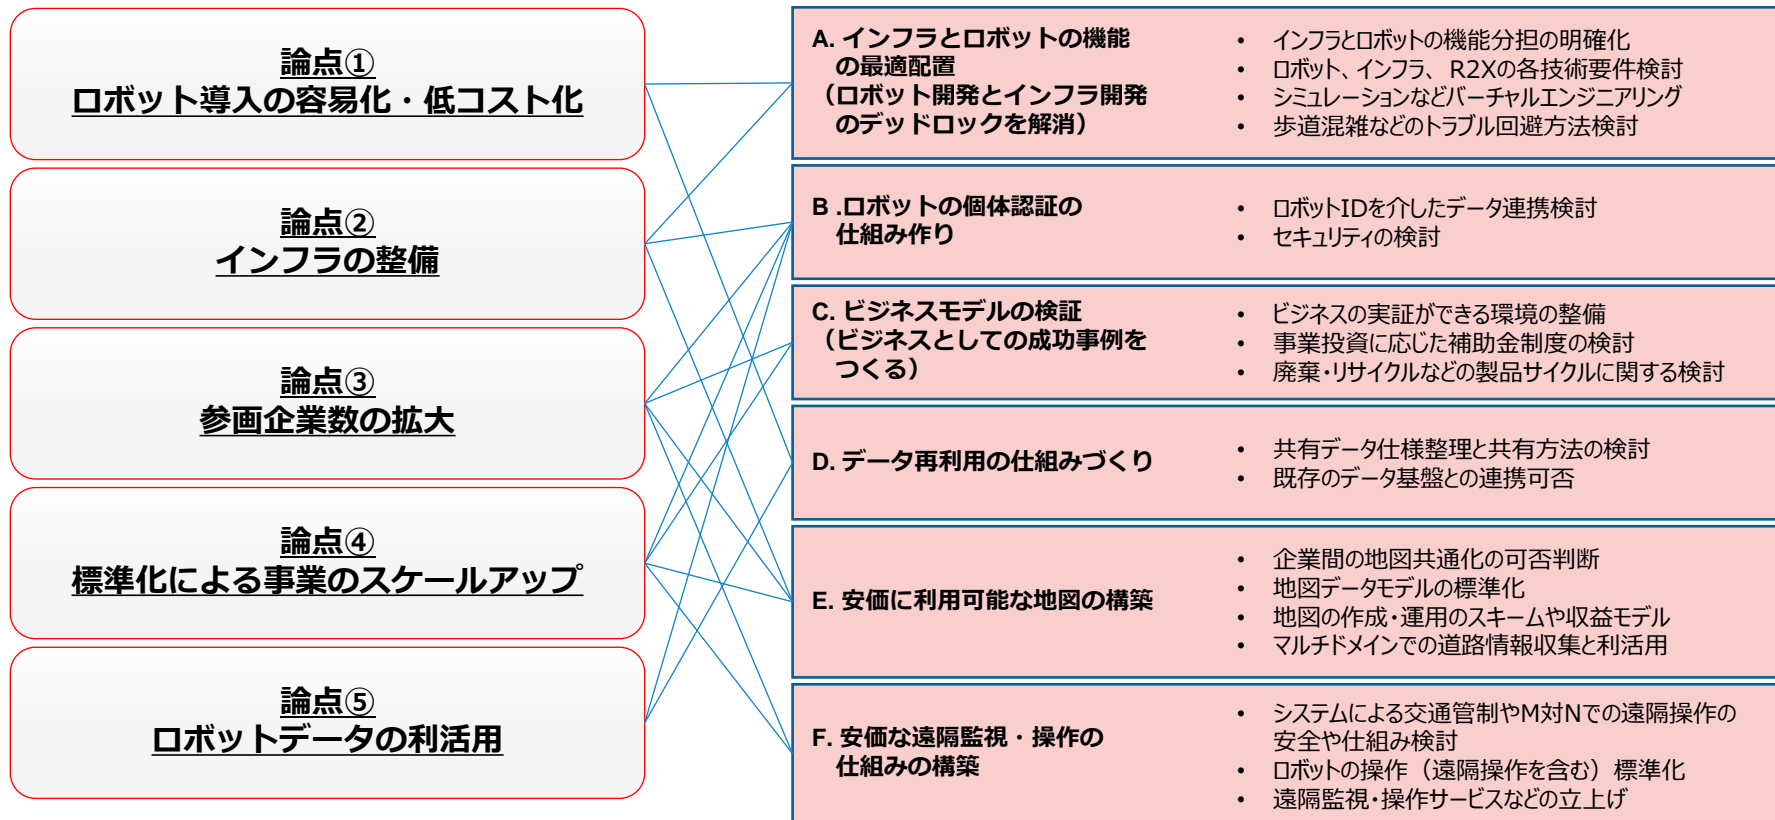 論点①
ロボット導入の容易化・低コスト化
論点②
インフラの整備
論点③
参画企業数の拡大
論点④
標準化による事業のスケールアップ
論点⑤
ロボットデータの利活用
A. インフラとロボットの機能
の最適配置
（ロボット開発とインフラ開発
のデッドロックを解消）
• インフラとロボットの機能分担の明確化
• ロボット、インフラ、 R2Xの各技術要件検討
• シミュレーションなどバーチャルエンジニアリング
• 歩道混雑などのトラブル回避方法検討
B .ロボットの個体認証の
仕組み作り
• ロボットIDを介したデータ連携検討
• セキュリティの検討
C. ビジネスモデルの検証
（ビジネスとしての成功事例を
つくる）
• ビジネスの実証ができる環境の整備
• 事業投資に応じた補助金制度の検討
• 廃棄・リサイクルなどの製品サイクルに関する検討
D. データ再利用の仕組みづくり
• 共有データ仕様整理と共有方法の検討
• 既存のデータ基盤との連携可否
E. 安価に利用可能な地図の構築
• 企業間の地図共通化の可否判断
• 地図データモデルの標準化
• 地図の作成・運用のスキームや収益モデル
• マルチドメインでの道路情報収集と利活用
F. 安価な遠隔監視・操作の
仕組みの構築
• システムによる交通管制やM対Nでの遠隔操作の
安全や仕組み検討
• ロボットの操作（遠隔操作を含む）標準化
• 遠隔監視・操作サービスなどの立上げ